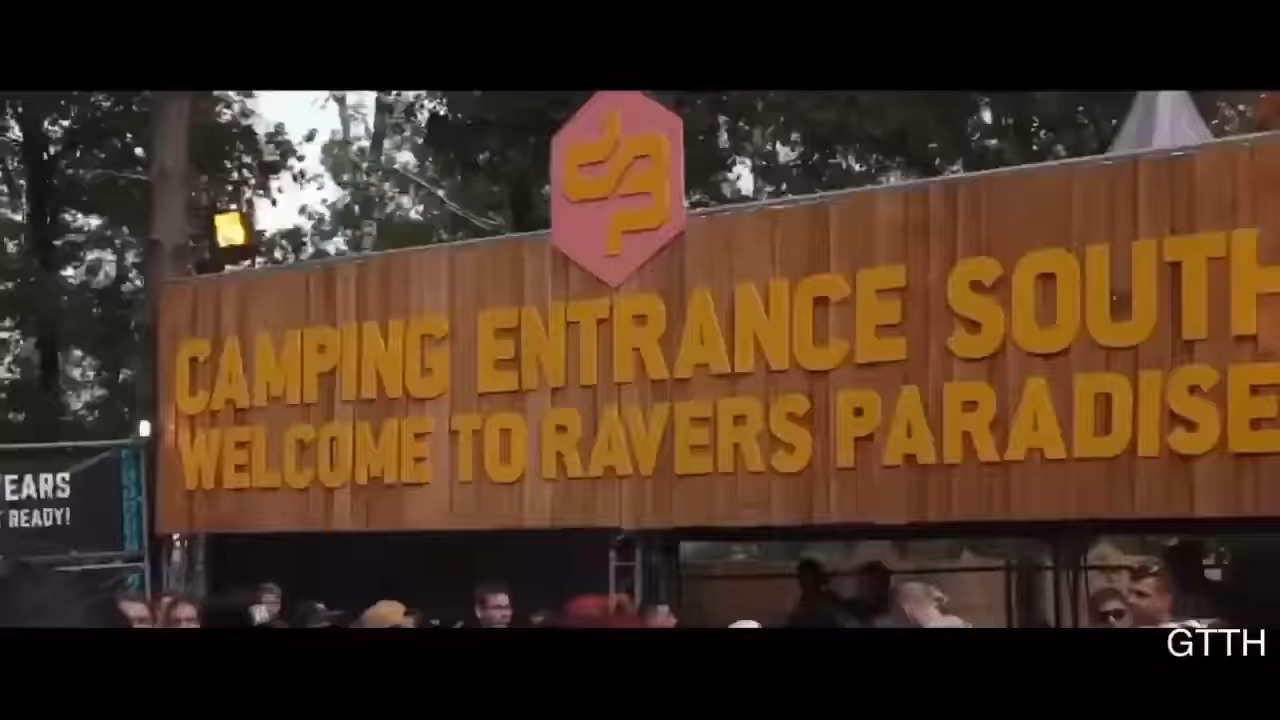 CAMPING ENTRANCE SOUTH
WELCOME TO RAVERS PARADISE
EARS
READY!
GTTH